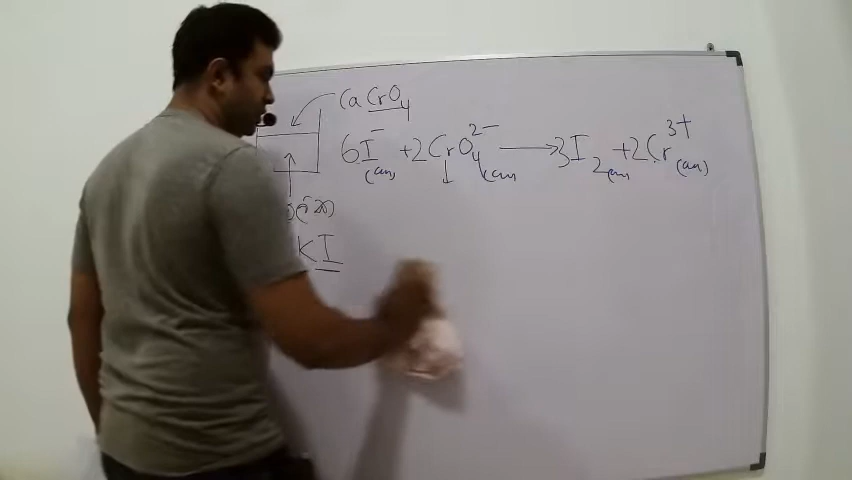 CaCrO₄
6I⁻(aq) + 2CrO₄²⁻(aq) ⟶ 3I₂(aq) + 2Cr³⁺(aq)
KI